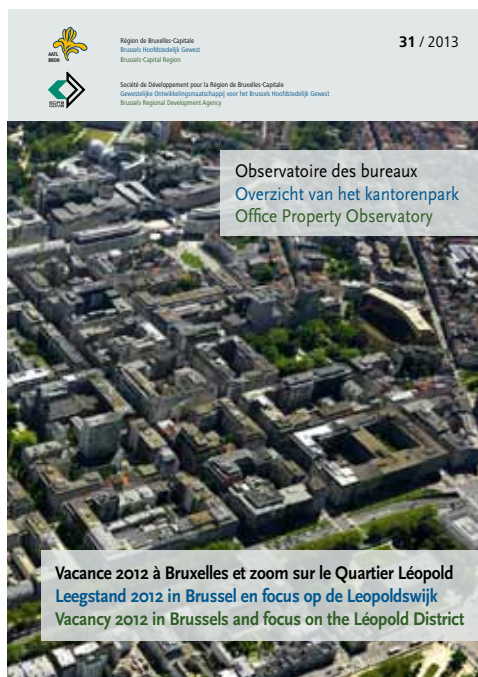 AATL
BROH
Région de Bruxelles-Capitale
Brussels Hoofdstedelijk Gewest
Brussels-Capital Region
31 / 2013
Société de Développement pour la Région de Bruxelles-Capitale
Gewestelijke Ontwikkelingsmaatschappij voor het Brussels Hoofdstedelijk Gewest
Brussels Regional Development Agency
Observatoire des bureaux
Overzicht van het kantorenpark
Office Property Observatory
Vacance 2012 à Bruxelles et zoom sur le Quartier Léopold
Leegstand 2012 in Brussel en focus op de Leopoldswijk
Vacancy 2012 in Brussels and focus on the Léopold District